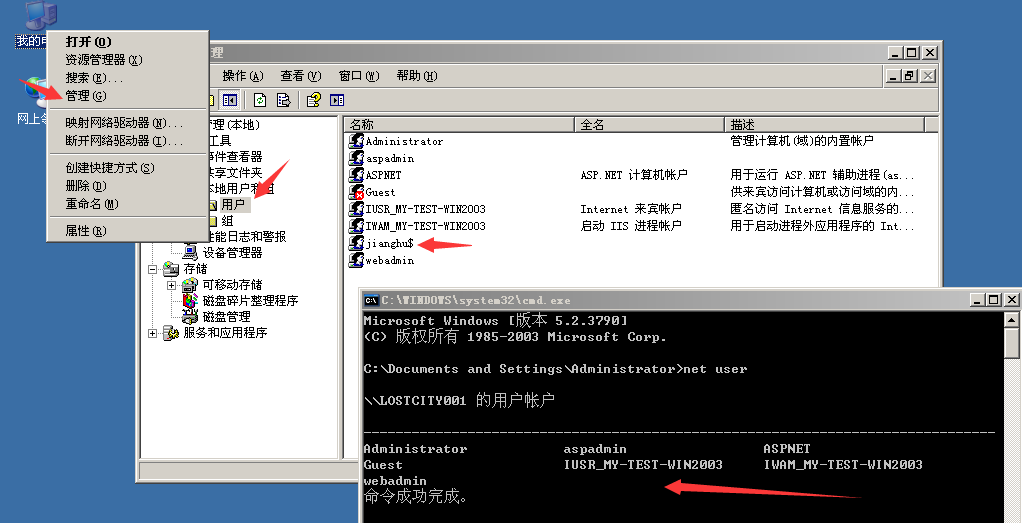 我的电
网上邻
打开(O)
资源管理器(X)
搜索(E)...
管理(G)
映射网络驱动器(N)...
断开网络驱动器(I)...
创建快捷方式(S)
删除(D)
重命名(M)
属性(R)
理
操作(A) 查看(V) 窗口(W) 帮助(H)
管理(本地)
工具
事件查看器
共享文件夹
本地用户和组
用户
组
性能日志和警报
设备管理器
存储
可移动存储
磁盘碎片整理程序
磁盘管理
服务和应用程序
名称 全名 描述
Administrator 管理计算机(域)的内置帐户
aspadmin
ASPNET ASP.NET 计算机帐户 用于运行 ASP.NET 辅助进程(as...
Guest 供来宾访问计算机或访问域的内...
IUSR_MY-TEST-WIN2003 Internet 来宾帐户 匿名访问 Internet 信息服务的...
IWAM_MY-TEST-WIN2003 启动 IIS 进程帐户 用于启动进程外应用程序的 Int...
jianghu$
webadmin
C:\WINDOWS\system32\cmd.exe
Microsoft Windows [版本 5.2.3790]
(C) 版权所有 1985-2003 Microsoft Corp.
C:\Documents and Settings\Administrator>net user
\\LOSTCITY001 的用户帐户
-------------------------------------------------------------------------------
Administrator aspadmin ASPNET
Guest IUSR_MY-TEST-WIN2003 IWAM_MY-TEST-WIN2003
webadmin
命令成功完成。